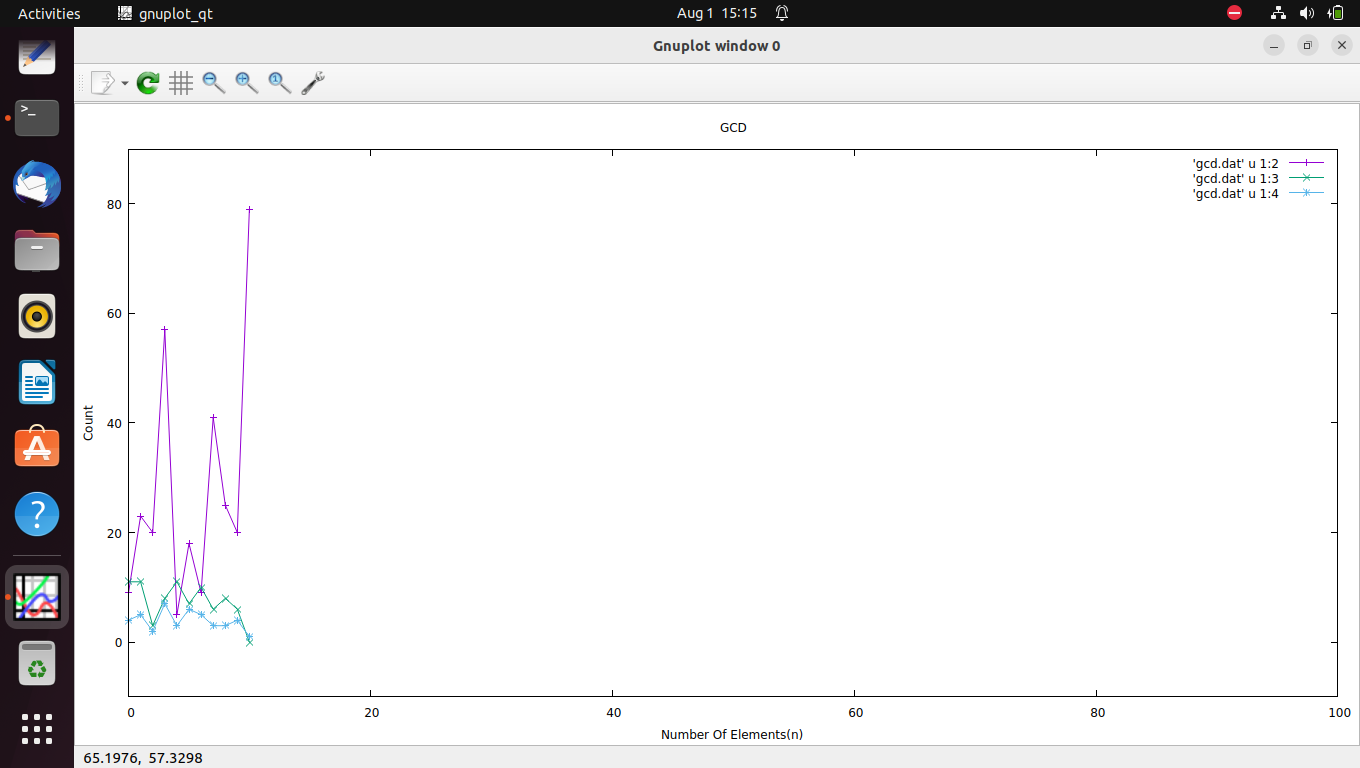 Activities gnuplot_qt Aug 1 15:15
Gnuplot window 0
GCD
'gcd.dat' u 1:2
'gcd.dat' u 1:3
'gcd.dat' u 1:4
80
60
40
20
0
Count
0 20 40 60 80 100
Number Of Elements(n)
65.1976, 57.3298